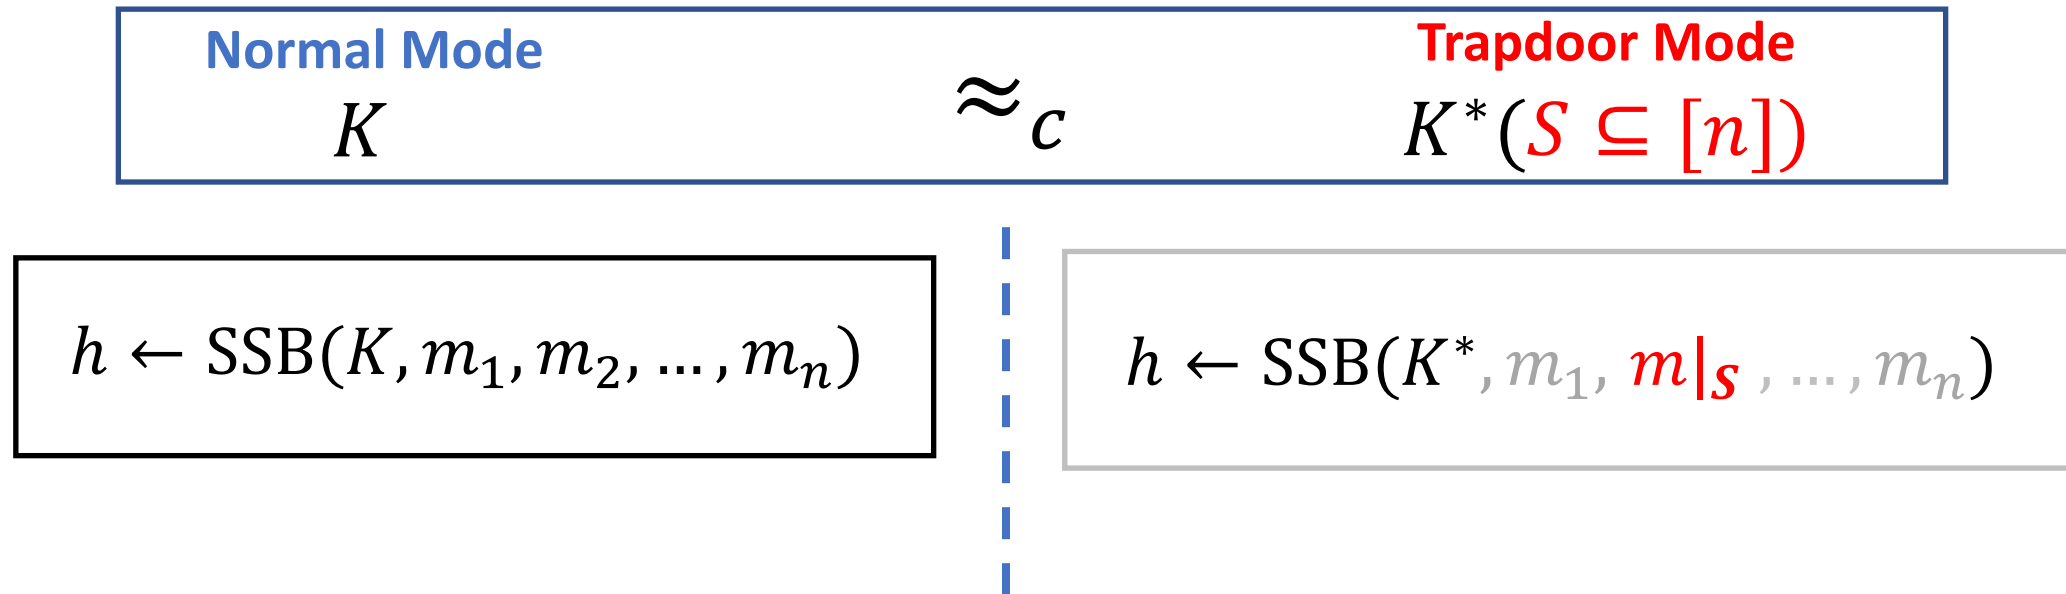 Normal Mode
Trapdoor Mode
K
≈c
K*(S ⊆ [n])
h ← SSB(K, m₁, m₂, … , mₙ)
h ← SSB(K*, m₁, m|S , … , mₙ)